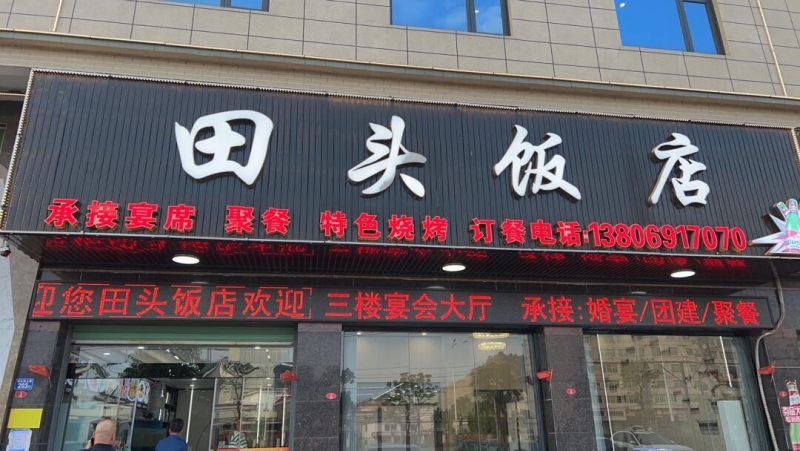 田头饭店
承接宴席 聚餐 特色烧烤 订餐电话:13806917070
迎您田头饭店欢迎 三楼宴会大厅 承接:婚宴/团建/聚餐